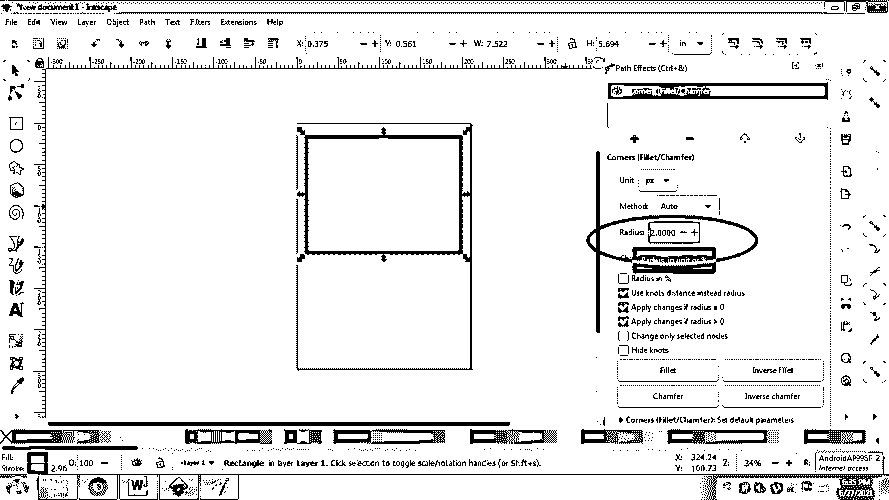 *New document 1 - Inkscape
File Edit View Layer Object Path Text Filters Extensions Help
X: 0.375 − + Y: 0.561 − + W: 7.522 − + H: 5.694 − + in
Path Effects (Ctrl+&)
Corners (Fillet/Chamfer)
Corners (Fillet/Chamfer)
Unit px
Method: Auto
Radius: 2.0000 − +
Radius in %
Use knots distance instead radius
Apply changes if radius = 0
Apply changes if radius > 0
Change only selected nodes
Hide knots
Fillet Inverse fillet
Chamfer Inverse chamfer
Corners (Fillet/Chamfer): Set default parameters
Fill:
Stroke: 2.96 O: 100 − + Layer 1 Rectangle in layer Layer 1. Click selection to toggle scale/rotation handles (or Shift+s). X: 324.24 Y: 100.73 Z: 34% − + R:
AndroidAP99SF 2
Internet access